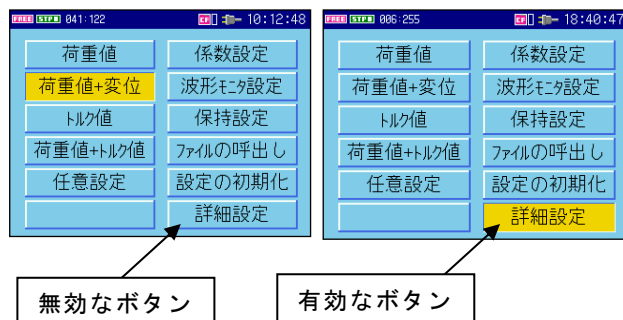 FREE STP 041:122 CF 10:12:48
荷重値 係数設定
荷重値+変位 波形ﾓﾆﾀ設定
ﾄﾙｸ値 保持設定
荷重値+ﾄﾙｸ値 ﾌｧｲﾙの呼出し
任意設定 設定の初期化
詳細設定
無効なボタン
FREE STP 006:255 CF 18:40:47
荷重値 係数設定
荷重値+変位 波形ﾓﾆﾀ設定
ﾄﾙｸ値 保持設定
荷重値+ﾄﾙｸ値 ﾌｧｲﾙの呼出し
任意設定 設定の初期化
詳細設定
有効なボタン